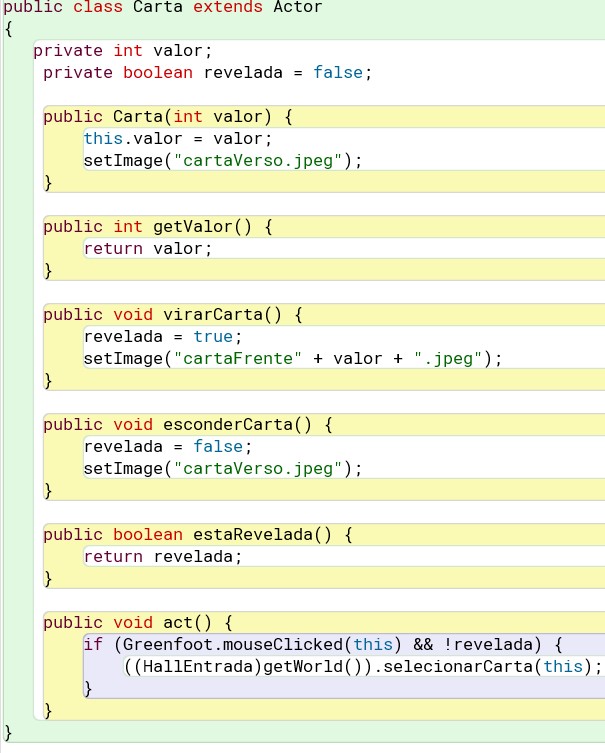 public class Carta extends Actor
{
private int valor;
private boolean revelada = false;
public Carta(int valor) {
this.valor = valor;
setImage("cartaVerso.jpeg");
}
public int getValor() {
return valor;
}
public void virarCarta() {
revelada = true;
setImage("cartaFrente" + valor + ".jpeg");
}
public void esconderCarta() {
revelada = false;
setImage("cartaVerso.jpeg");
}
public boolean estaRevelada() {
return revelada;
}
public void act() {
if (Greenfoot.mouseClicked(this) && !revelada) {
((HallEntrada)getWorld()).selecionarCarta(this);
}
}
}